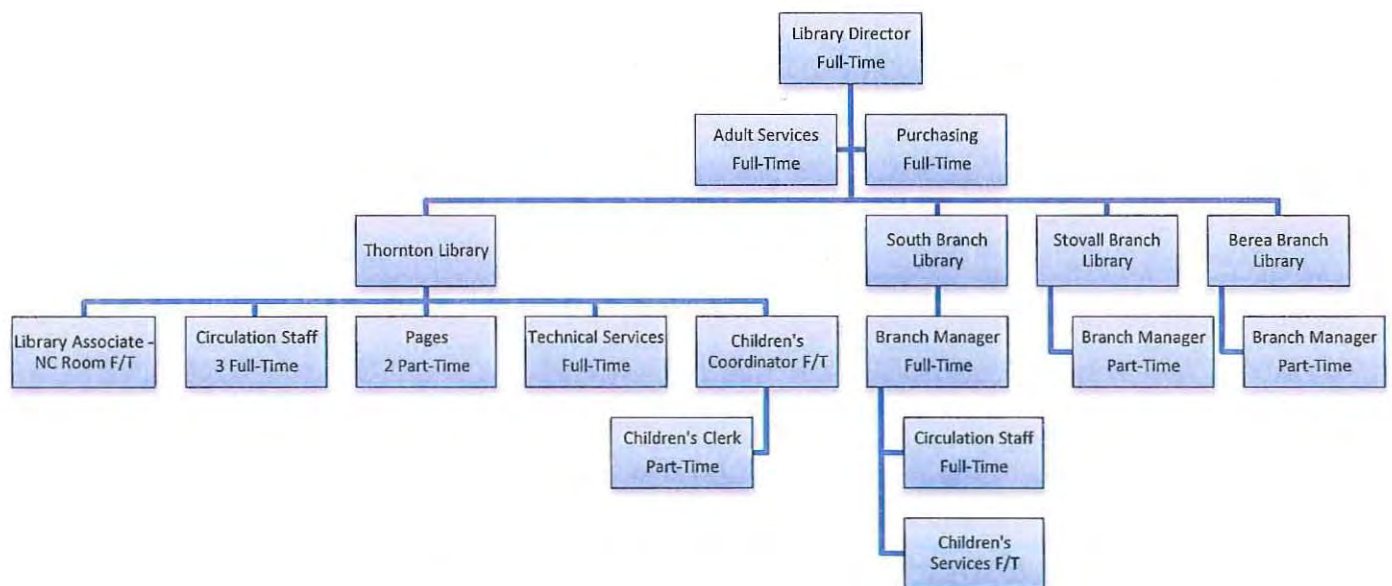 Library Director
Full-Time
Adult Services
Full-Time
Purchasing
Full-Time
Thornton Library
South Branch
Library
Stovall Branch
Library
Berea Branch
Library
Library Associate -
NC Room F/T
Circulation Staff
3 Full-Time
Pages
2 Part-Time
Technical Services
Full-Time
Children's
Coordinator F/T
Branch Manager
Full-Time
Branch Manager
Part-Time
Branch Manager
Part-Time
Children's Clerk
Part-Time
Circulation Staff
Full-Time
Children's
Services F/T